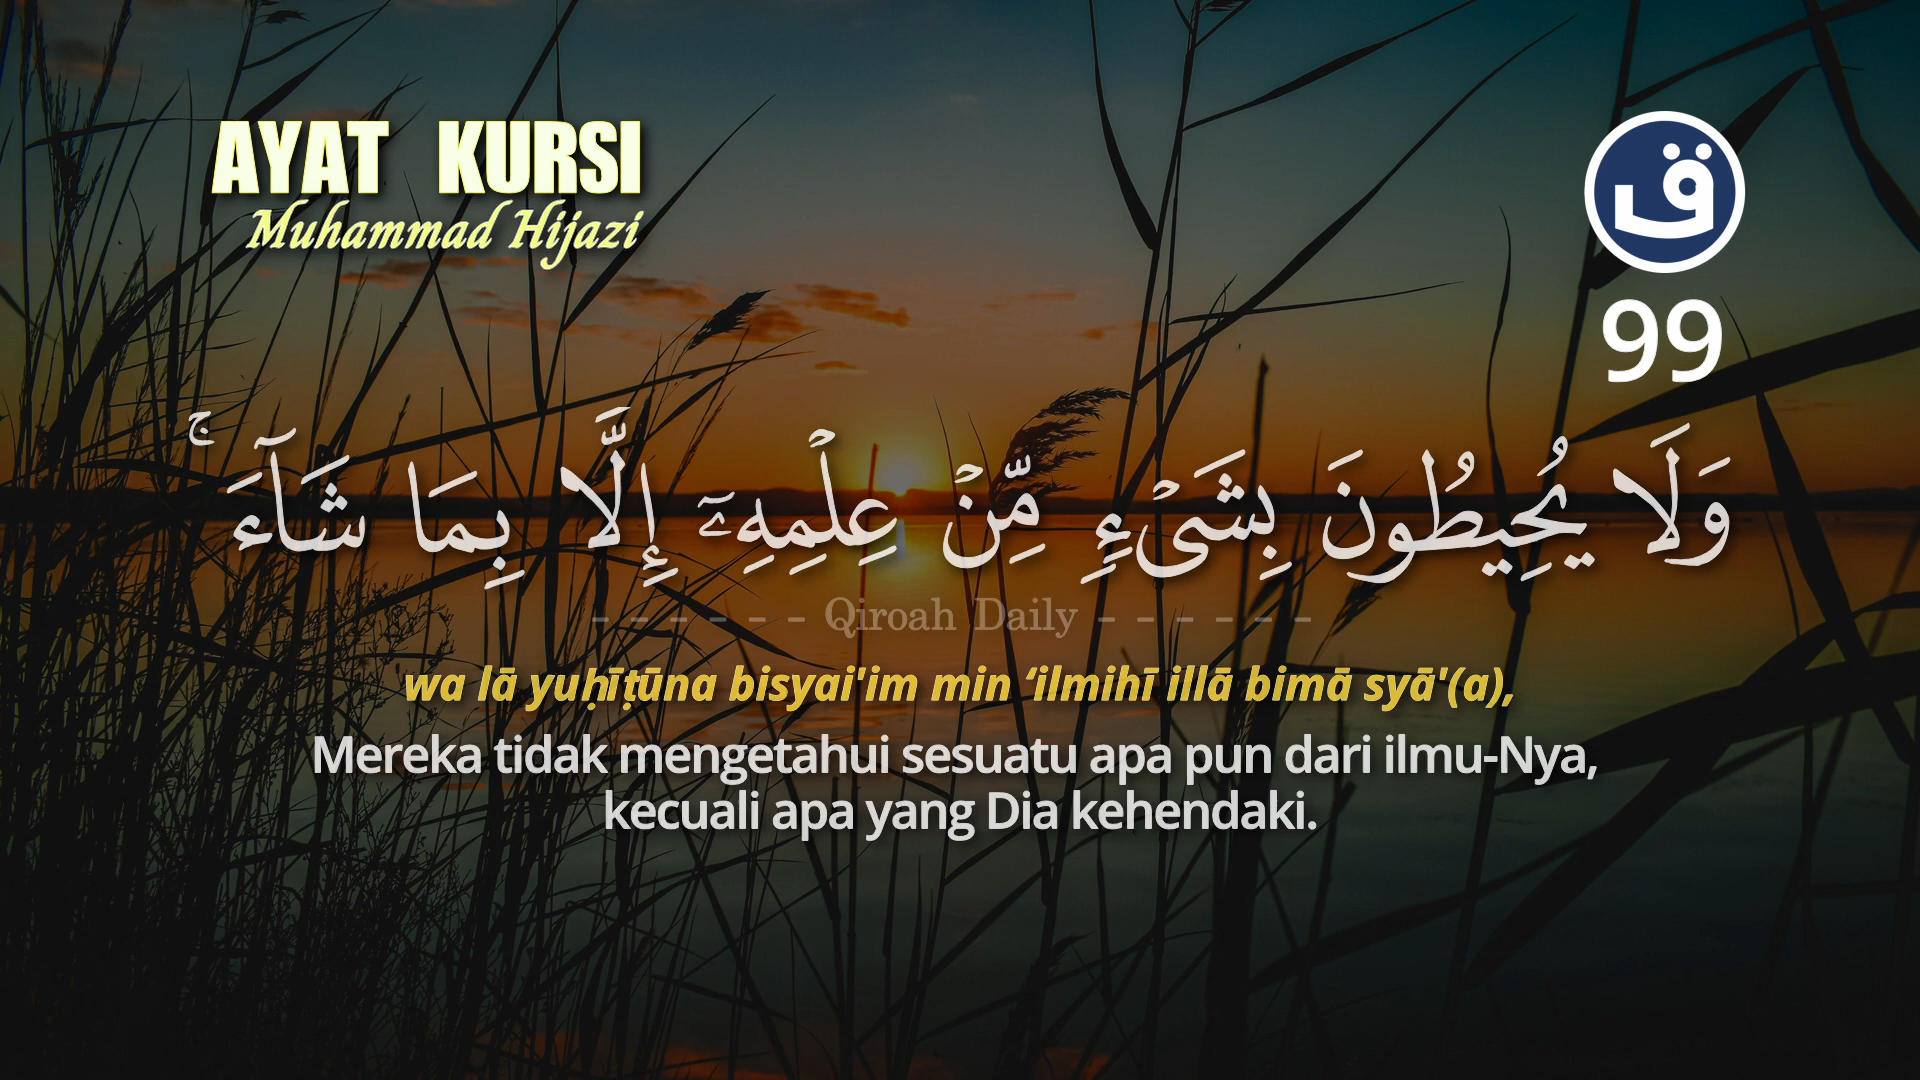 AYAT KURSI
Muhammad Hijazi
ق
99
وَلَا يُحِيطُونَ بِشَىْءٍ مِّنْ عِلْمِهِۦٓ إِلَّا بِمَا شَآءَ ۚ
- - - - - - Qiroah Daily - - - - - -
wa lā yuḥīṭūna bisyai'im min ‘ilmihī illā bimā syā'(a),
Mereka tidak mengetahui sesuatu apa pun dari ilmu-Nya,
kecuali apa yang Dia kehendaki.